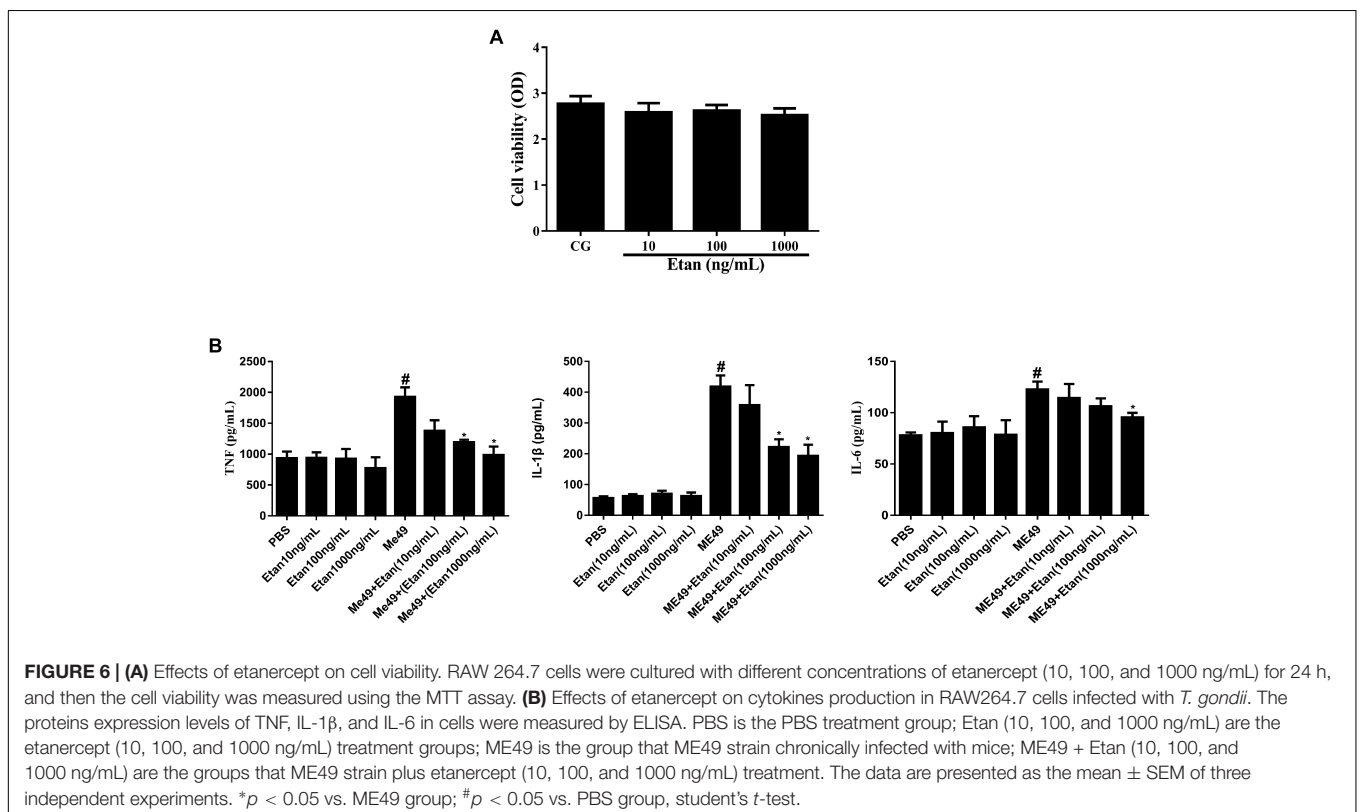 A
Cell viability (OD)
4
3
2
1
0
CG
10
100
1000
Etan (ng/mL)
B
TNF (pg/mL)
2500
2000
1500
1000
500
0
#
*
*
PBS
Etan10ng/mL
Etan100ng/mL
Etan1000ng/mL
Me49
Me49+Etan(10ng/mL)
Me49+(Etan100ng/mL)
Me49+(Etan1000ng/mL)
IL-1β (pg/mL)
500
400
300
200
100
0
#
*
*
PBS
Etan(10ng/mL)
Etan(100ng/mL)
Etan(1000ng/mL)
ME49
ME49+Etan(10ng/mL)
ME49+Etan(100ng/mL)
ME49+Etan(1000ng/mL)
IL-6 (pg/mL)
150
100
50
0
#
*
PBS
Etan(10ng/mL)
Etan(100ng/mL)
Etan(1000ng/mL)
ME49
ME49+Etan(10ng/mL)
ME49+Etan(100ng/mL)
ME49+Etan(1000ng/mL)
FIGURE 6 | (A) Effects of etanercept on cell viability. RAW 264.7 cells were cultured with different concentrations of etanercept (10, 100, and 1000 ng/mL) for 24 h,
and then the cell viability was measured using the MTT assay. (B) Effects of etanercept on cytokines production in RAW264.7 cells infected with T. gondii. The
proteins expression levels of TNF, IL-1β, and IL-6 in cells were measured by ELISA. PBS is the PBS treatment group; Etan (10, 100, and 1000 ng/mL) are the
etanercept (10, 100, and 1000 ng/mL) treatment groups; ME49 is the group that ME49 strain chronically infected with mice; ME49 + Etan (10, 100, and
1000 ng/mL) are the groups that ME49 strain plus etanercept (10, 100, and 1000 ng/mL) treatment. The data are presented as the mean ± SEM of three
independent experiments. *p < 0.05 vs. ME49 group; #p < 0.05 vs. PBS group, student's t-test.